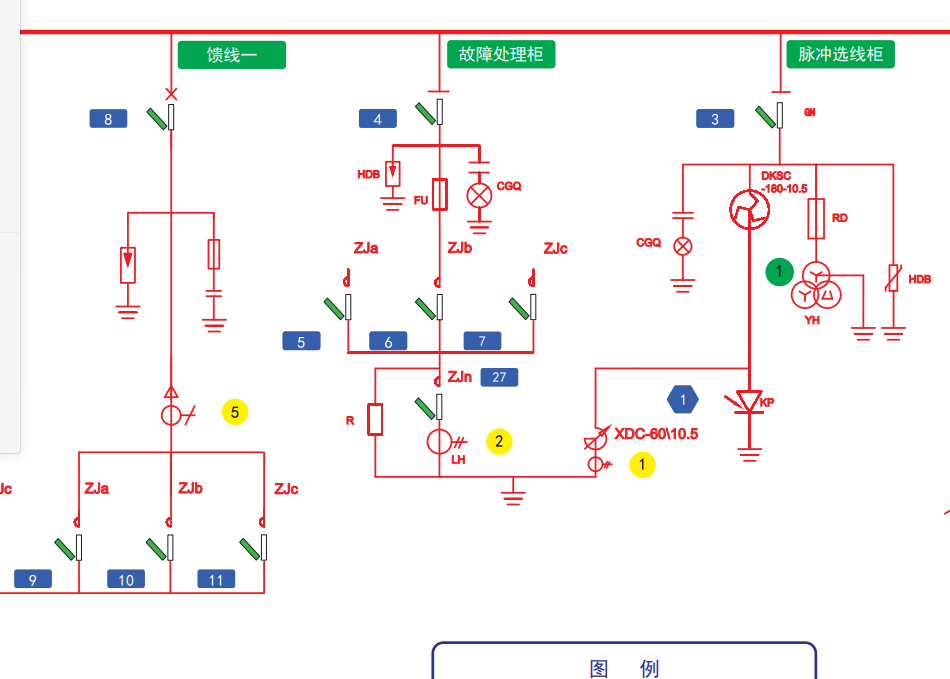 馈线一
故障处理柜
脉冲选线柜
8
4
3
GN
HDB
FU
CGQ
DKSC
-180-10.5
CGQ
RD
1
HDB
YH
ZJa
ZJb
ZJc
5
6
7
ZJn
27
5
R
2
LH
1
KP
XDC-60\10.5
1
Jc
ZJa
ZJb
ZJc
9
10
11
图 例